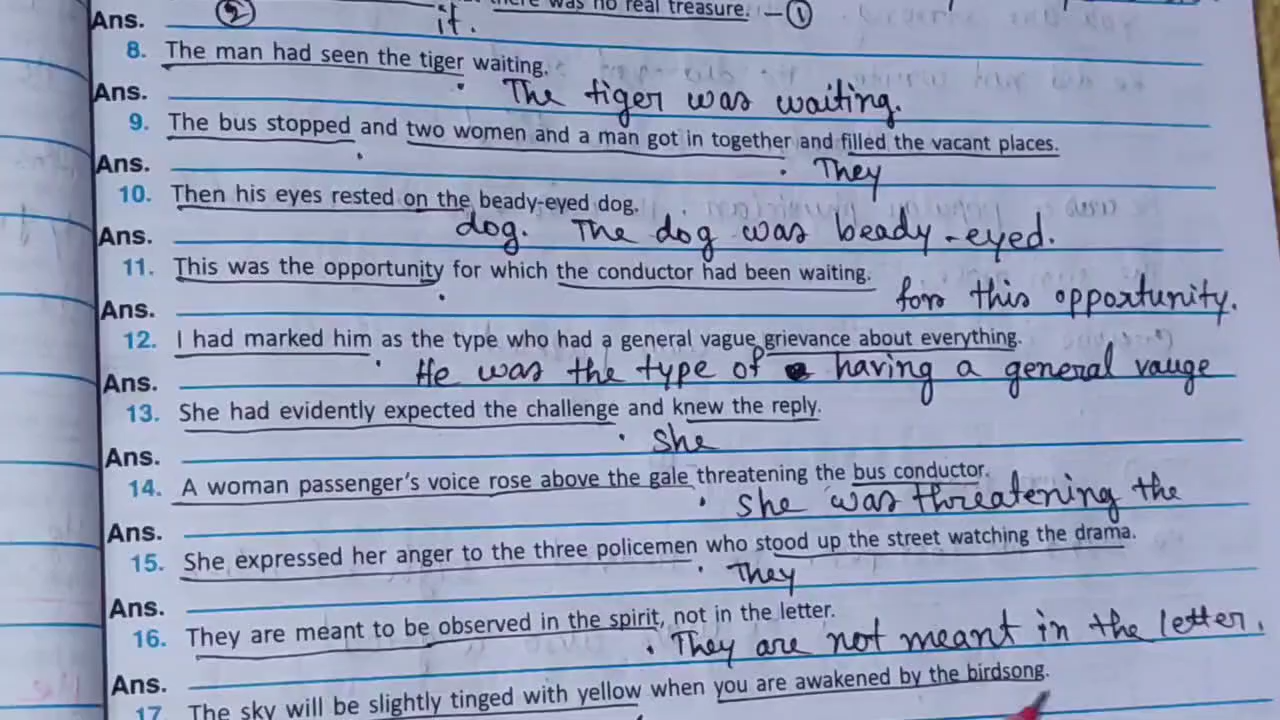 there was no real treasure. – ①
Ans. ② it.
8. The man had seen the tiger waiting.
Ans. . The tiger was waiting.
9. The bus stopped and two women and a man got in together and filled the vacant places.
Ans. . . They
10. Then his eyes rested on the beady-eyed dog.
Ans. dog. The dog was beady-eyed.
11. This was the opportunity for which the conductor had been waiting.
Ans. . for this opportunity.
12. I had marked him as the type who had a general vague grievance about everything.
Ans. . He was the type of having a general vauge
13. She had evidently expected the challenge and knew the reply.
Ans. . She
14. A woman passenger's voice rose above the gale threatening the bus conductor.
Ans. . She was threatening the
15. She expressed her anger to the three policemen who stood up the street watching the drama.
Ans. . They
16. They are meant to be observed in the spirit, not in the letter.
Ans. . They are not meant in the letter.
17. The sky will be slightly tinged with yellow when you are awakened by the birdsong.